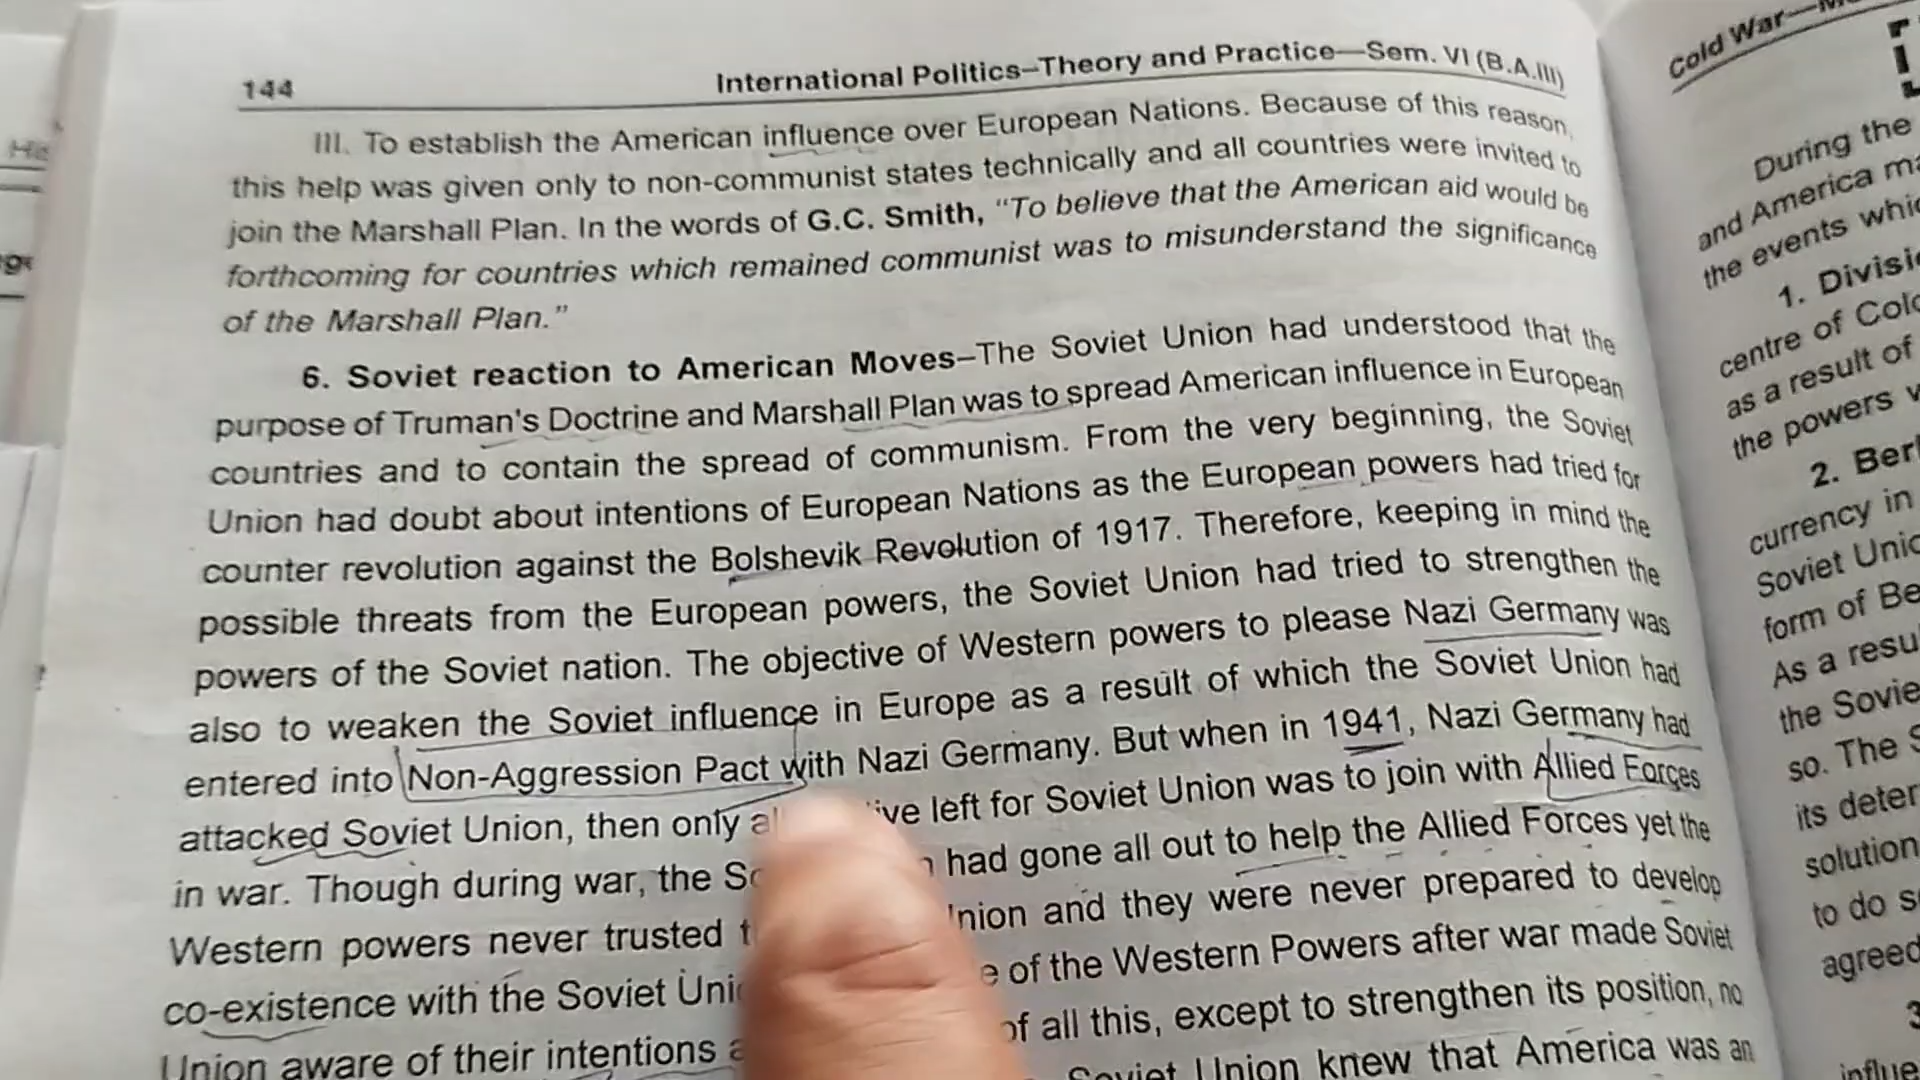 144
International Politics–Theory and Practice—Sem. VI (B.A.III)
III. To establish the American influence over European Nations. Because of this reason,
this help was given only to non-communist states technically and all countries were invited to
join the Marshall Plan. In the words of G.C. Smith, “To believe that the American aid would be
forthcoming for countries which remained communist was to misunderstand the significance
of the Marshall Plan.”
6. Soviet reaction to American Moves–The Soviet Union had understood that the
purpose of Truman's Doctrine and Marshall Plan was to spread American influence in European
countries and to contain the spread of communism. From the very beginning, the Soviet
Union had doubt about intentions of European Nations as the European powers had tried for
counter revolution against the Bolshevik Revolution of 1917. Therefore, keeping in mind the
possible threats from the European powers, the Soviet Union had tried to strengthen the
powers of the Soviet nation. The objective of Western powers to please Nazi Germany was
also to weaken the Soviet influence in Europe as a result of which the Soviet Union had
entered into Non-Aggression Pact with Nazi Germany. But when in 1941, Nazi Germany had
attacked Soviet Union, then only left for Soviet Union was to join with Allied Forces
in war. Though during war, the had gone all out to help the Allied Forces yet the
Western powers never trusted and they were never prepared to develop
co-existence with the Soviet of the Western Powers after war made Soviet
Union aware of their intentions of all this, except to strengthen its position, no
Soviet Union knew that America was an
Cold War
During the
and America
the events
1.
centre of
as a result of
the powers
2.
currency in
Soviet
form of
As a
the
so. The
its
solution
to do
agreed
3